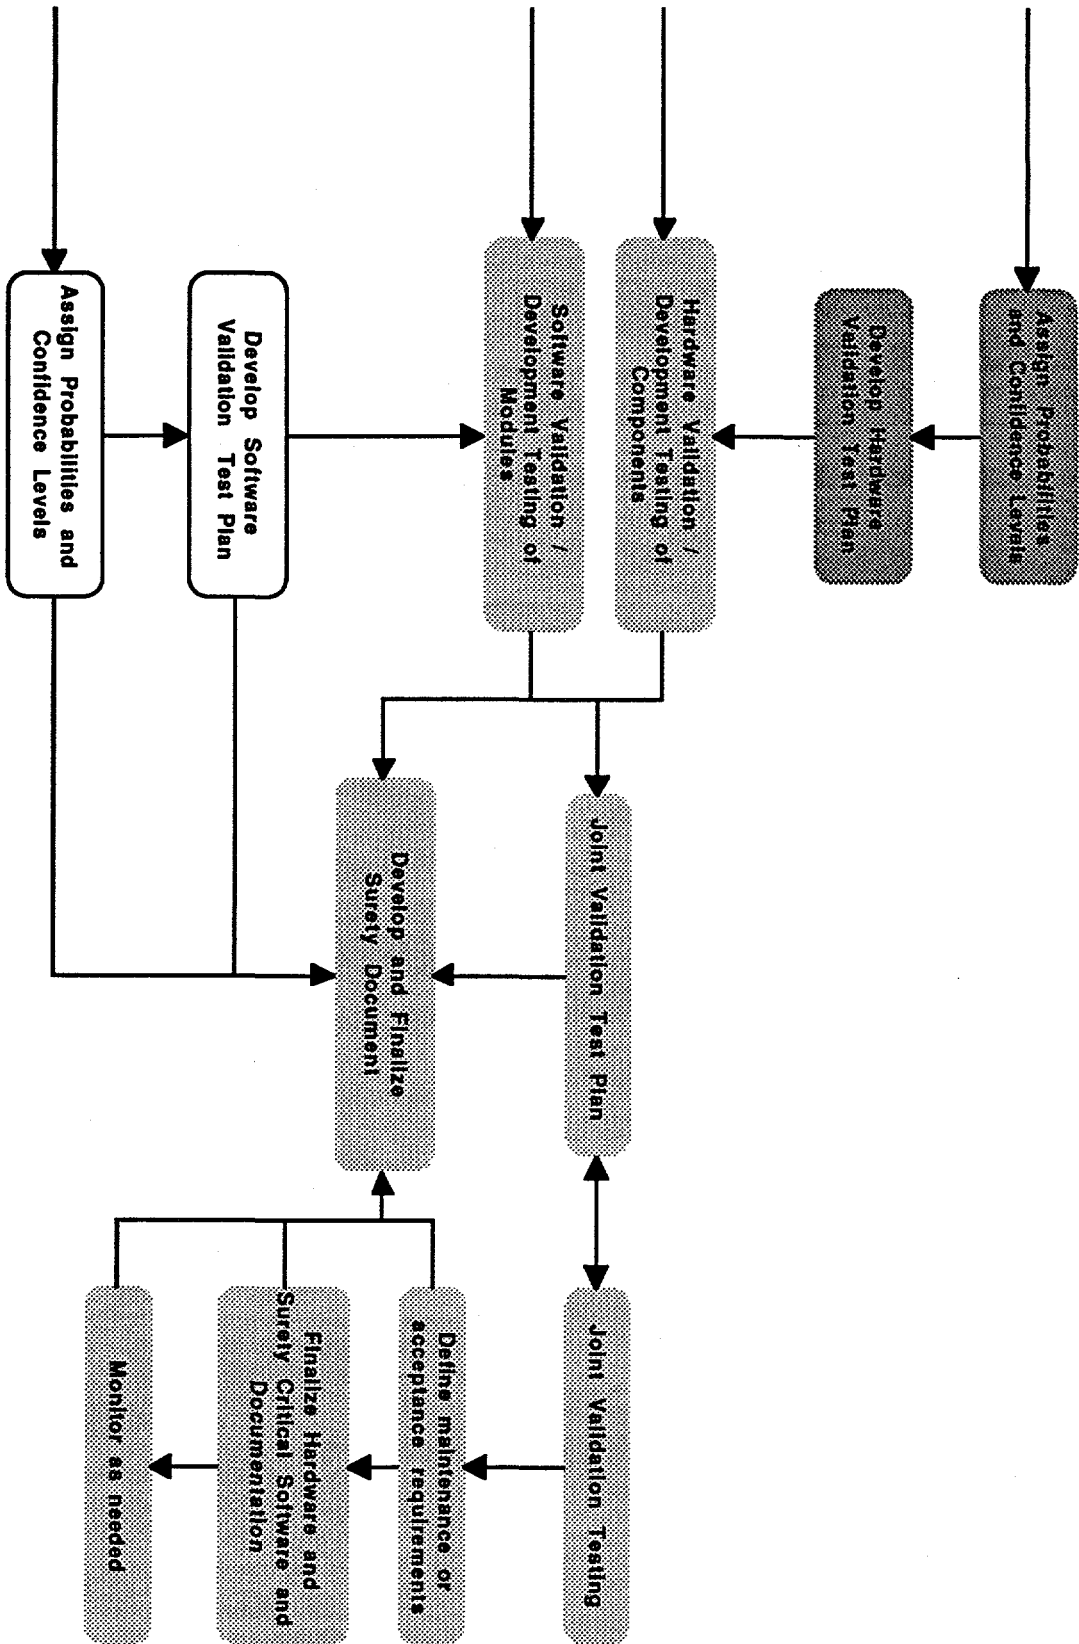 Assign Probabilities
and Confidence Levels
Develop Hardware
Validation Test Plan
Hardware Validation /
Development Testing of
Components
Software Validation /
Development Testing of
Modules
Develop Software
Validation Test Plan
Assign Probabilities and
Confidence Levels
Joint Validation Test Plan
Develop and Finalize
Surety Document
Joint Validation Testing
Define maintenance or
acceptance requirements
Finalize Hardware and
Surety Critical Software and
Documentation
Monitor as needed